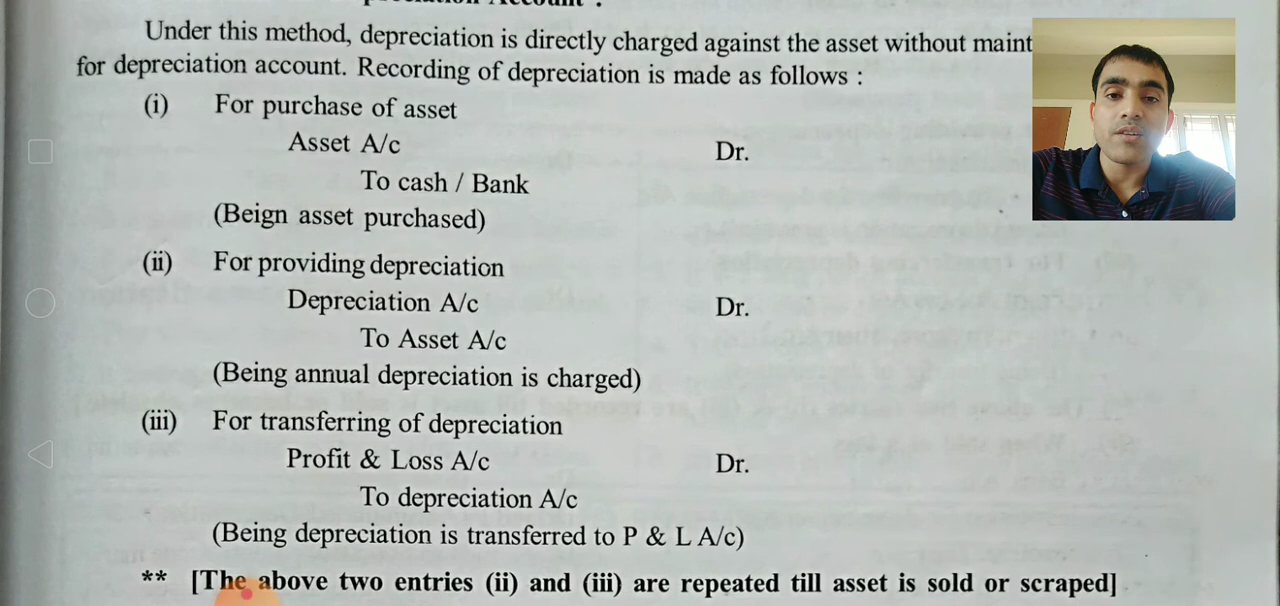 Under this method, depreciation is directly charged against the asset without maint
for depreciation account. Recording of depreciation is made as follows :
(i) For purchase of asset
Asset A/c Dr.
To cash / Bank
(Beign asset purchased)
(ii) For providing depreciation
Depreciation A/c Dr.
To Asset A/c
(Being annual depreciation is charged)
(iii) For transferring of depreciation
Profit & Loss A/c Dr.
To depreciation A/c
(Being depreciation is transferred to P & L A/c)
** [The above two entries (ii) and (iii) are repeated till asset is sold or scraped]